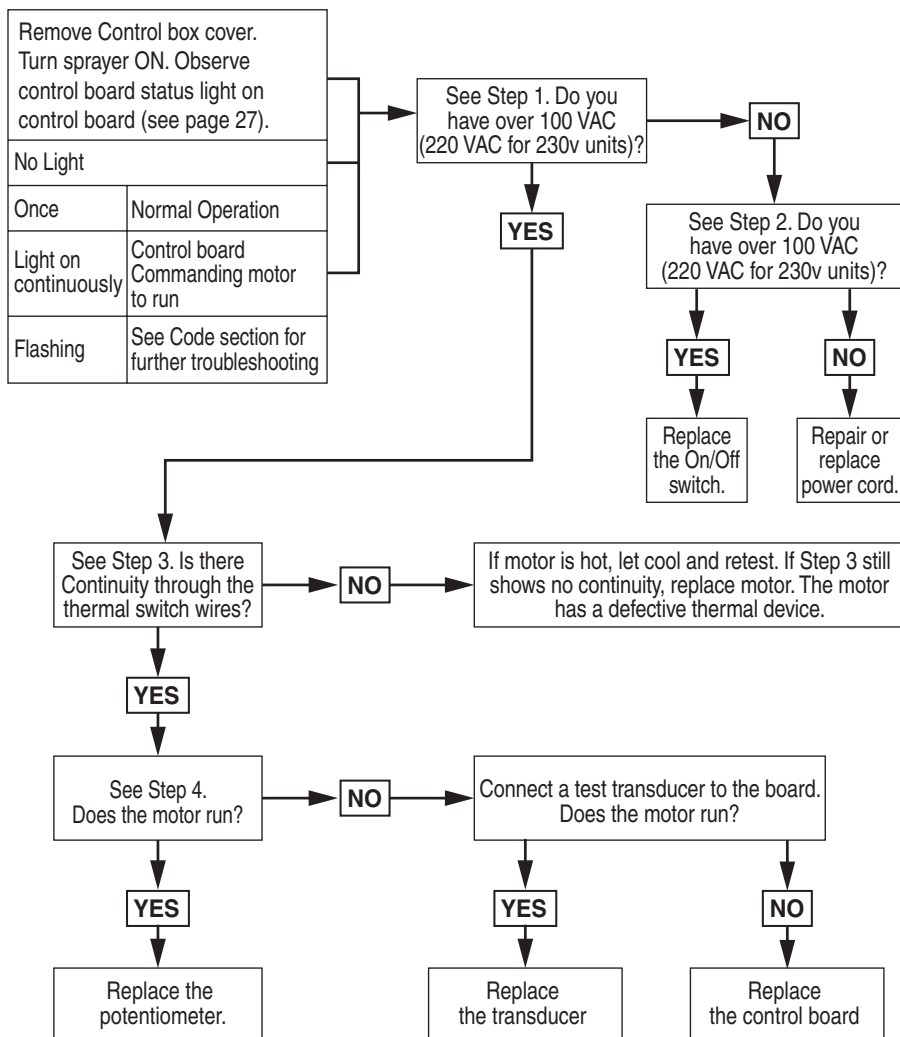 Remove Control box cover.
Turn sprayer ON. Observe
control board status light on
control board (see page 27).
No Light
Once
Normal Operation
Light on
continuously
Control board
Commanding motor
to run
Flashing
See Code section for
further troubleshooting
See Step 1. Do you
have over 100 VAC
(220 VAC for 230v units)?
NO
YES
See Step 2. Do you
have over 100 VAC
(220 VAC for 230v units)?
YES
NO
Replace
the On/Off
switch.
Repair or
replace
power cord.
See Step 3. Is there
Continuity through the
thermal switch wires?
NO
If motor is hot, let cool and retest. If Step 3 still
shows no continuity, replace motor. The motor
has a defective thermal device.
YES
See Step 4.
Does the motor run?
NO
Connect a test transducer to the board.
Does the motor run?
YES
YES
NO
Replace the
potentiometer.
Replace
the transducer
Replace
the control board